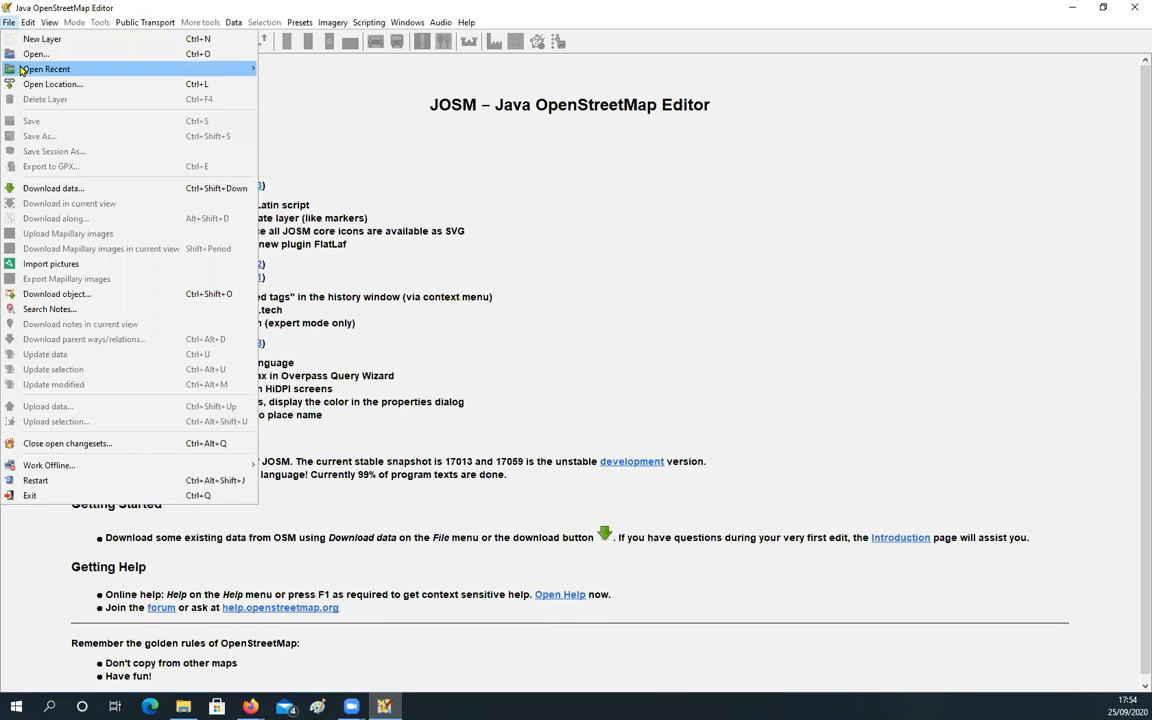 Java OpenStreetMap Editor
File Edit View Mode Tools Public Transport More tools Data Selection Presets Imagery Scripting Windows Audio Help
New Layer Ctrl+N
Open... Ctrl+O
Open Recent
Open Location... Ctrl+L
Delete Layer Ctrl+F4
Save Ctrl+S
Save As... Ctrl+Shift+S
Save Session As...
Export to GPX... Ctrl+E
Download data... Ctrl+Shift+Down
Download in current view
Download along... Alt+Shift+D
Upload Mapillary images
Download Mapillary images in current view Shift+Period
Import pictures
Export Mapillary images
Download object... Ctrl+Shift+O
Search Notes...
Download notes in current view
Download parent ways/relations... Ctrl+Alt+D
Update data Ctrl+U
Update selection Ctrl+Alt+U
Update modified Ctrl+Alt+M
Upload data... Ctrl+Shift+Up
Upload selection... Ctrl+Alt+Shift+U
Close open changesets... Ctrl+Alt+Q
Work Offline...
Restart Ctrl+Alt+Shift+J
Exit Ctrl+Q
JOSM – Java OpenStreetMap Editor
3)
Latin script
ate layer (like markers)
ce all JOSM core icons are available as SVG
new plugin FlatLaf
2)
1)
ed tags" in the history window (via context menu)
.tech
n (expert mode only)
3)
nguage
ax in Overpass Query Wizard
n HiDPI screens
s, display the color in the properties dialog
o place name
f JOSM. The current stable snapshot is 17013 and 17059 is the unstable development version.
language! Currently 99% of program texts are done.
Getting Started
Download some existing data from OSM using Download data on the File menu or the download button . If you have questions during your very first edit, the Introduction page will assist you.
Getting Help
Online help: Help on the Help menu or press F1 as required to get context sensitive help. Open Help now.
Join the forum or ask at help.openstreetmap.org
Remember the golden rules of OpenStreetMap:
Don't copy from other maps
Have fun!
4
17:54
25/09/2020